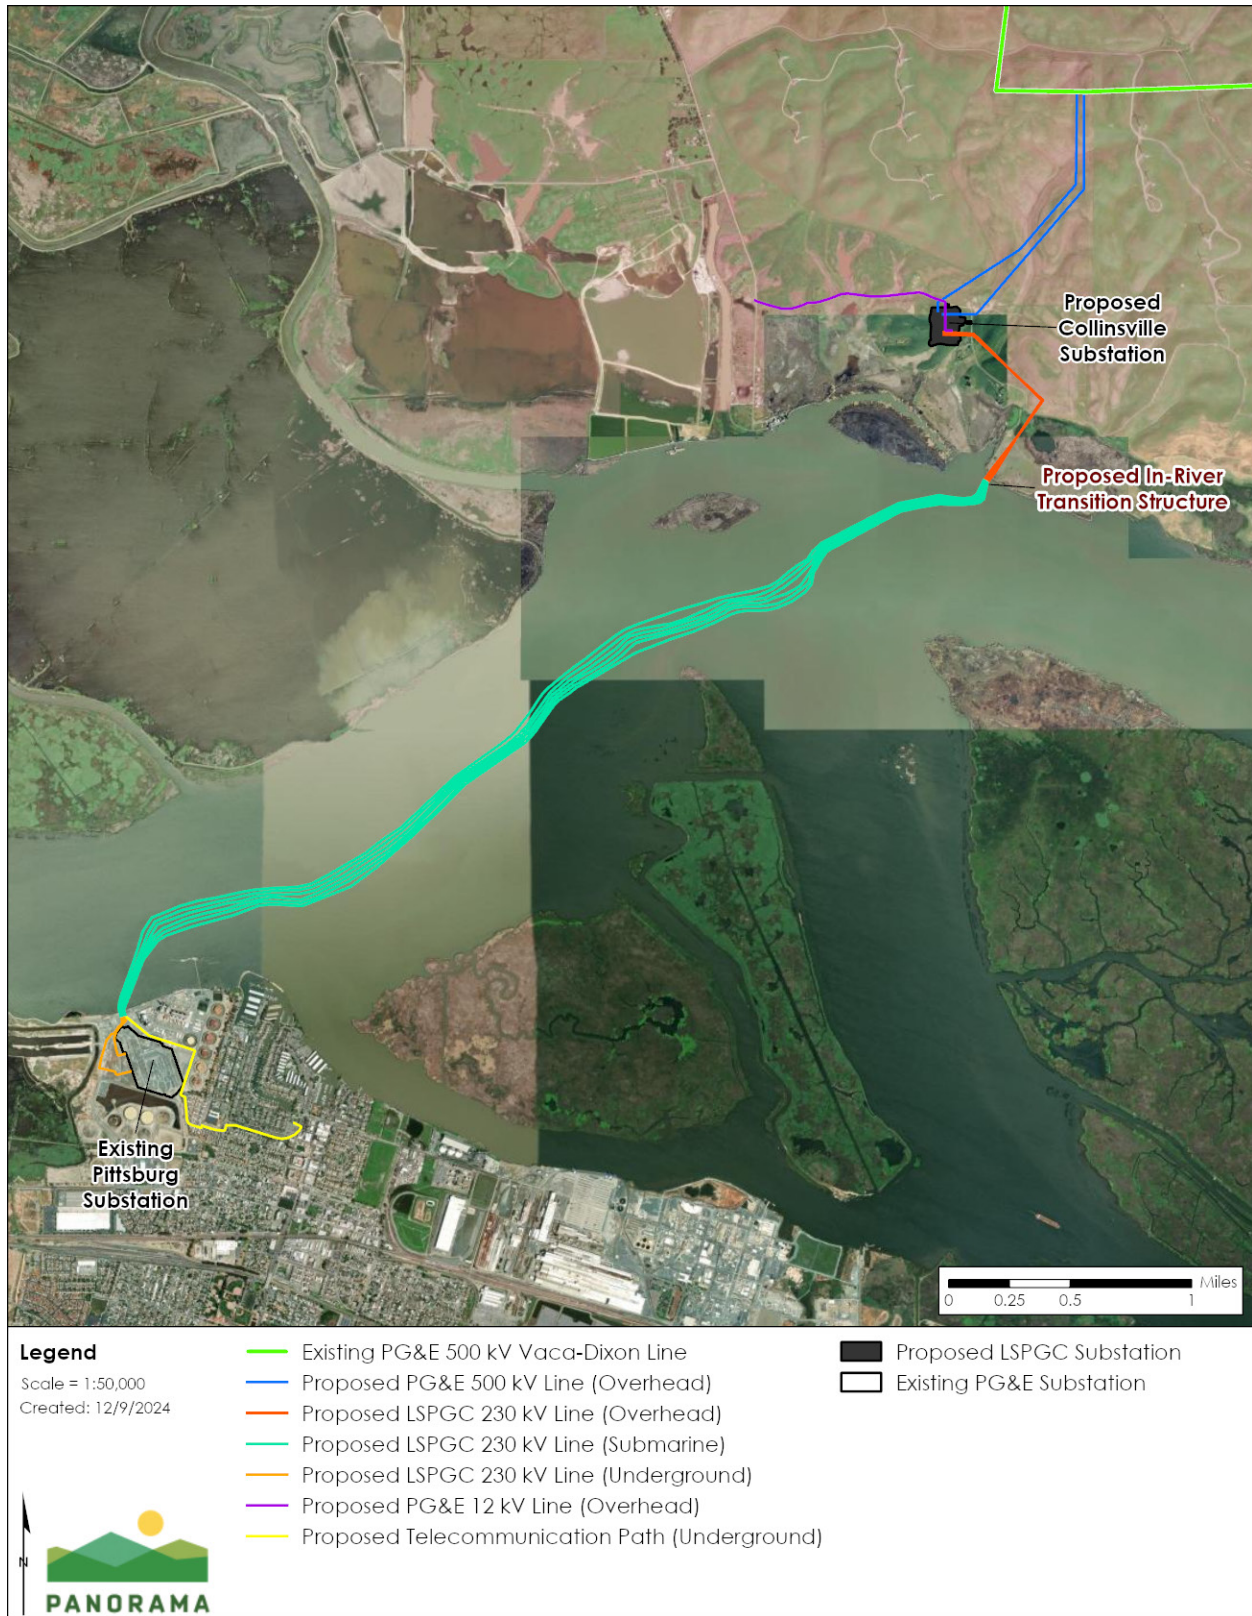 Proposed
Collinsville
Substation
Proposed In-River
Transition Structure
Existing
Pittsburg
Substation
Miles
0 0.25 0.5 1
Legend
Scale = 1:50,000
Created: 12/9/2024
Existing PG&E 500 kV Vaca-Dixon Line
Proposed PG&E 500 kV Line (Overhead)
Proposed LSPGC 230 kV Line (Overhead)
Proposed LSPGC 230 kV Line (Submarine)
Proposed LSPGC 230 kV Line (Underground)
Proposed PG&E 12 kV Line (Overhead)
Proposed Telecommunication Path (Underground)
Proposed LSPGC Substation
Existing PG&E Substation
N
PANORAMA